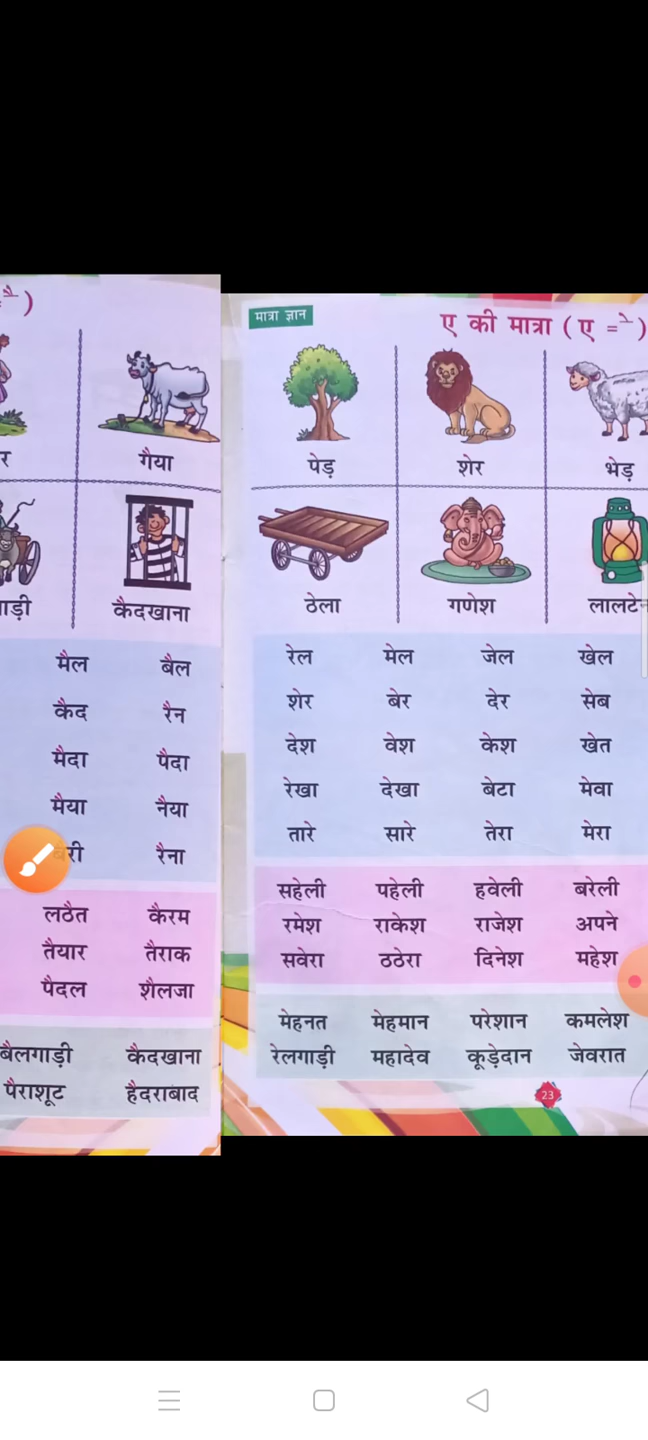 )
गैया
र
कैदखाना
ाड़ी
मैल बैल
कैद रैन
मैदा पैदा
मैया नैया
री रैना
लठैत कैरम
तैयार तैराक
पैदल शैलजा
बैलगाड़ी कैदखाना
पैराशूट हैदराबाद
मात्रा ज्ञान
ए की मात्रा ( ए = े )
पेड़ शेर भेड़
ठेला गणेश लालटे
रेल मेल जेल खेल
शेर बेर देर सेब
देश वेश केश खेत
रेखा देखा बेटा मेवा
तारे सारे तेरा मेरा
सहेली पहेली हवेली बरेली
रमेश राकेश राजेश अपने
सवेरा ठठेरा दिनेश महेश
मेहनत मेहमान परेशान कमलेश
रेलगाड़ी महादेव कूड़ेदान जेवरात
23